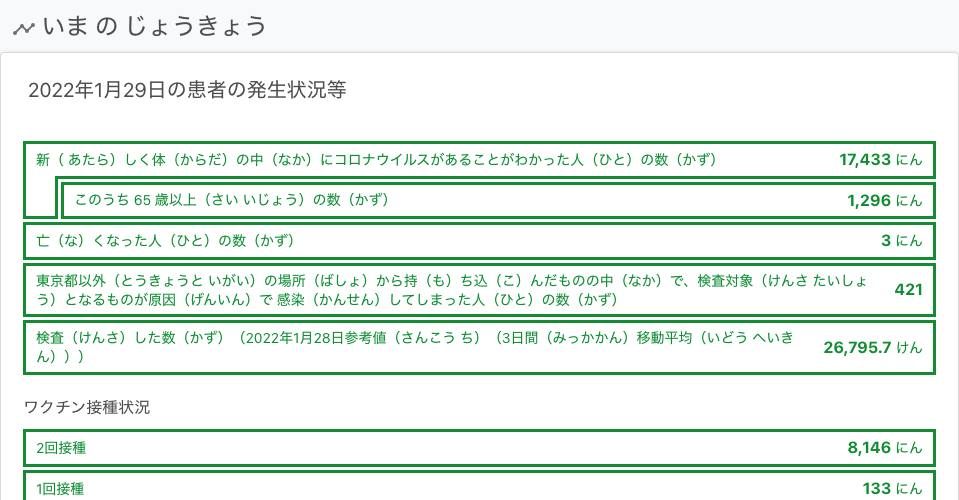 いま の じょうきょう
2022年1月29日の患者の発生状況等
新（ あたら）しく体（からだ）の中（なか）にコロナウイルスがあることがわかった人（ひと）の数（かず） 17,433 にん
このうち 65 歳以上（さい いじょう）の数（かず） 1,296 にん
亡（な）くなった人（ひと）の数（かず） 3 にん
東京都以外（とうきょうと いがい）の場所（ばしょ）から持（も）ち込（こ）んだものの中（なか）で、検査対象（けんさ たいしょ
う）となるものが原因（げんいん）で 感染（かんせん）してしまった人（ひと）の数（かず） 421
検査（けんさ）した数（かず）（2022年1月28日参考値（さんこう ち）（3日間（みっかかん）移動平均（いどう へいき
ん））） 26,795.7 けん
ワクチン接種状況
2回接種 8,146 にん
1回接種 133 にん